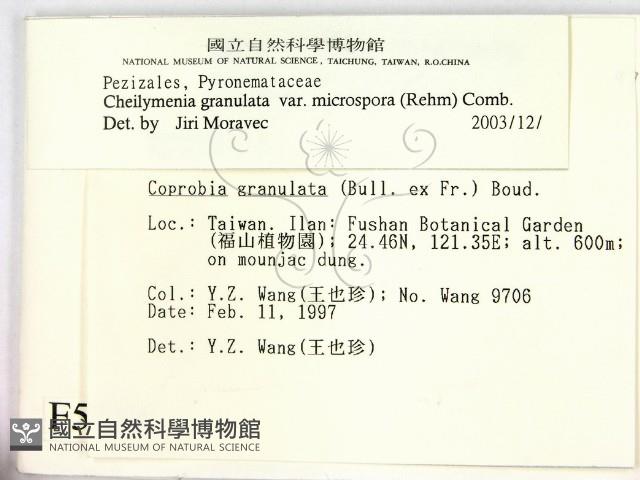 國立自然科學博物館
NATIONAL MUSEUM OF NATURAL SCIENCE, TAICHUNG, TAIWAN, R.O.CHINA
Pezizales, Pyronemataceae
Cheilymenia granulata var. microspora (Rehm) Comb.
Det. by Jiri Moravec 2003/12/
Coprobia granulata (Bull. ex Fr.) Boud.
Loc.: Taiwan. Ilan: Fushan Botanical Garden
(福山植物園); 24.46N, 121.35E; alt. 600m;
on mounjac dung.
Col.: Y.Z. Wang(王也珍); No. Wang 9706
Date: Feb. 11, 1997
Det.: Y.Z. Wang(王也珍)
F5
國立自然科學博物館
NATIONAL MUSEUM OF NATURAL SCIENCE